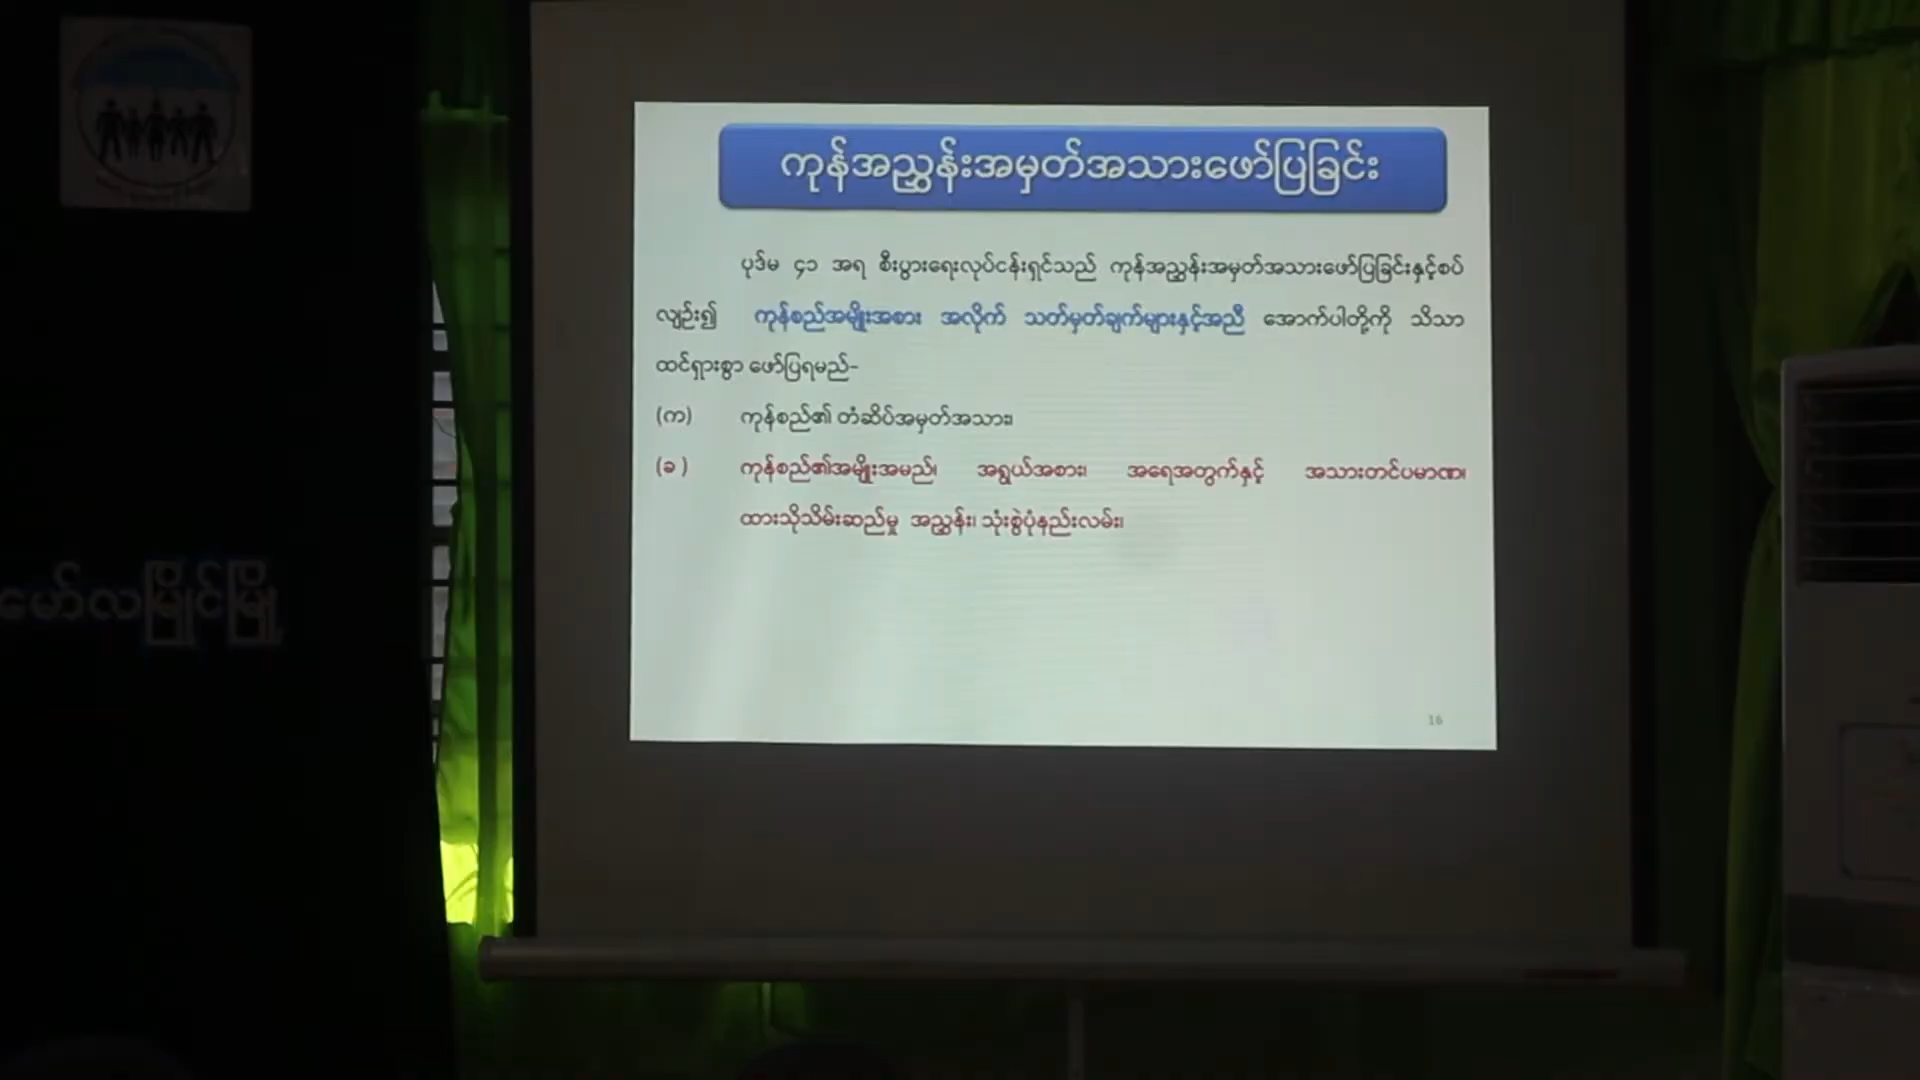 ကုန်အညွှန်းအမှတ်အသားဖော်ပြခြင်း
ပုဒ်မ ၄၁ အရ စီးပွားရေးလုပ်ငန်းရှင်သည် ကုန်အညွှန်းအမှတ်အသားဖော်ပြခြင်းနှင့်စပ်
လျဉ်း၍ ကုန်စည်အမျိုးအစား အလိုက် သတ်မှတ်ချက်များနှင့်အညီ အောက်ပါတို့ကို သိသာ
ထင်ရှားစွာ ဖော်ပြရမည်-
(က) ကုန်စည်၏ တံဆိပ်အမှတ်အသား၊
(ခ ) ကုန်စည်၏အမျိုးအမည်၊ အရွယ်အစား၊ အရေအတွက်နှင့် အသားတင်ပမာဏ၊
ထားသိုသိမ်းဆည်မှု အညွှန်း၊ သုံးစွဲပုံနည်းလမ်း၊
16
မော်လမြိုင်မြို့